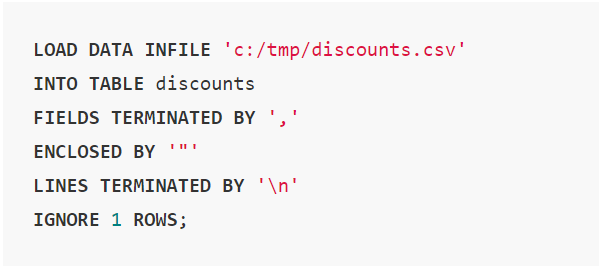 LOAD DATA INFILE 'c:/tmp/discounts.csv'
INTO TABLE discounts
FIELDS TERMINATED BY ','
ENCLOSED BY '"'
LINES TERMINATED BY '\n'
IGNORE 1 ROWS;